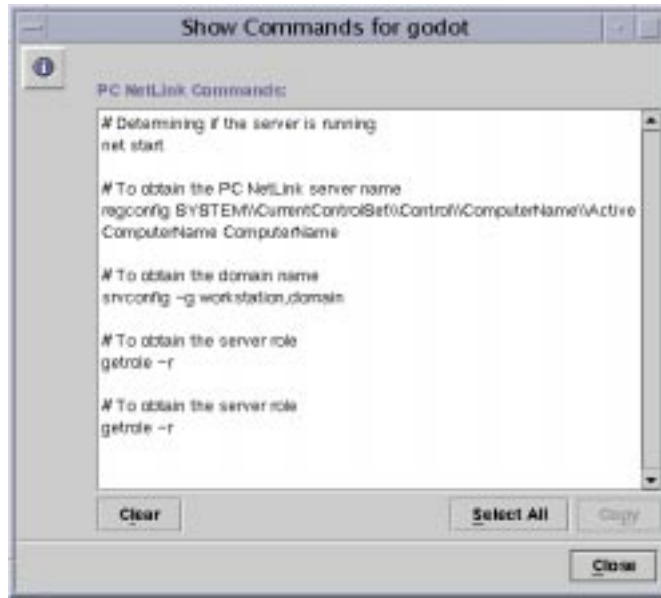 Show Commands for godot
PC NetLink Commands:
# Determining if the server is running
net start
# To obtain the PC NetLink server name
regconfig SYSTEM\\CurrentControlSet\\Control\\ComputerName\\Active
ComputerName ComputerName
# To obtain the domain name
srvconfig -g workstation,domain
# To obtain the server role
getrole -r
# To obtain the server role
getrole -r
Clear
Select All
Copy
Close